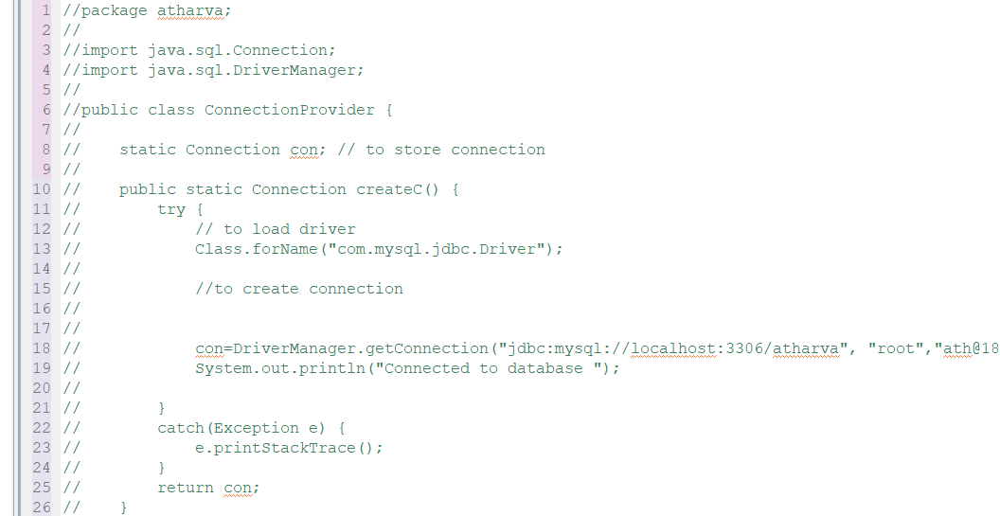 1 //package atharva;
2 //
3 //import java.sql.Connection;
4 //import java.sql.DriverManager;
5 //
6 //public class ConnectionProvider {
7 //
8 //    static Connection con; // to store connection
9 //
10 //    public static Connection createC() {
11 //        try {
12 //            // to load driver
13 //            Class.forName("com.mysql.jdbc.Driver");
14 //
15 //            //to create connection
16 //
17 //
18 //            con=DriverManager.getConnection("jdbc:mysql://localhost:3306/atharva", "root","ath@18
19 //            System.out.println("Connected to database ");
20 //
21 //        }
22 //        catch(Exception e) {
23 //            e.printStackTrace();
24 //        }
25 //        return con;
26 //    }